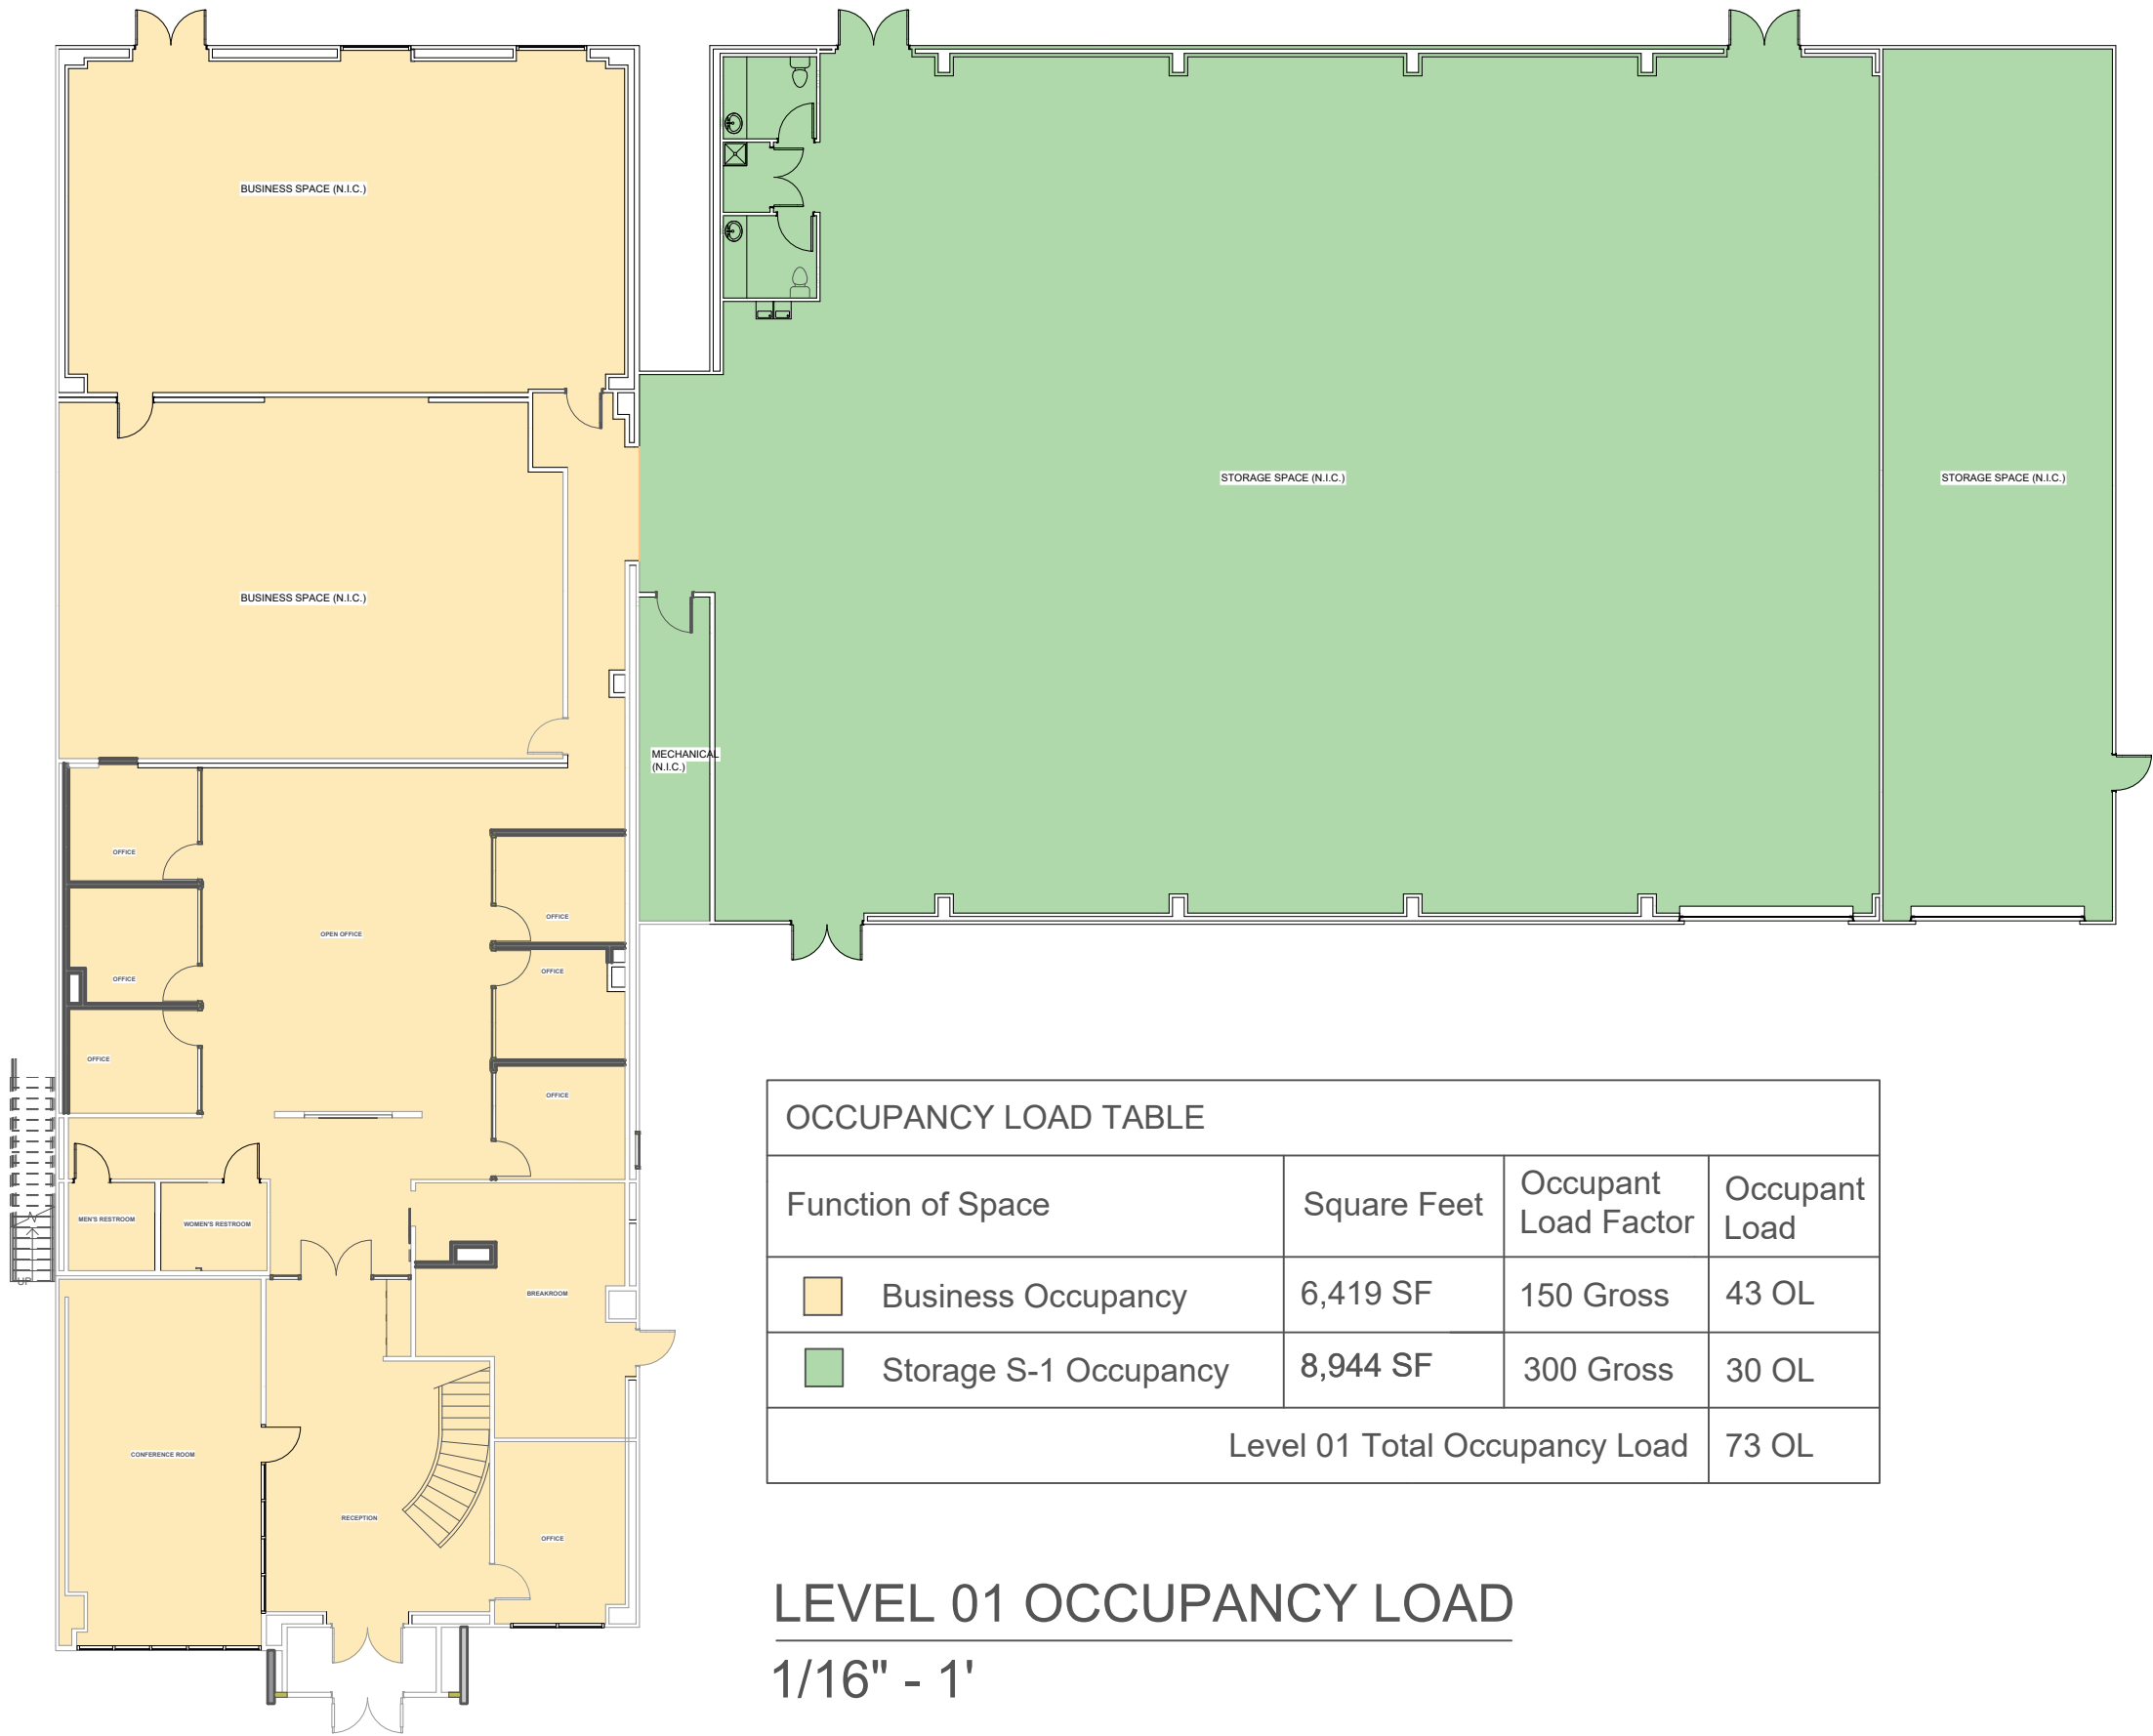 BUSINESS SPACE (N.I.C.)
STORAGE SPACE (N.I.C.)
STORAGE SPACE (N.I.C.)
BUSINESS SPACE (N.I.C.)
MECHANICAL
(N.I.C.)
OFFICE
OFFICE
OPEN OFFICE
OFFICE
OFFICE
OFFICE
OFFICE
MEN'S RESTROOM
WOMEN'S RESTROOM
UP
BREAKROOM
CONFERENCE ROOM
RECEPTION
OFFICE
OCCUPANCY LOAD TABLE
Function of Space
Square Feet
Occupant
Load Factor
Occupant
Load
Business Occupancy
6,419 SF
150 Gross
43 OL
Storage S-1 Occupancy
8,944 SF
300 Gross
30 OL
Level 01 Total Occupancy Load
73 OL
LEVEL 01 OCCUPANCY LOAD
1/16" - 1'